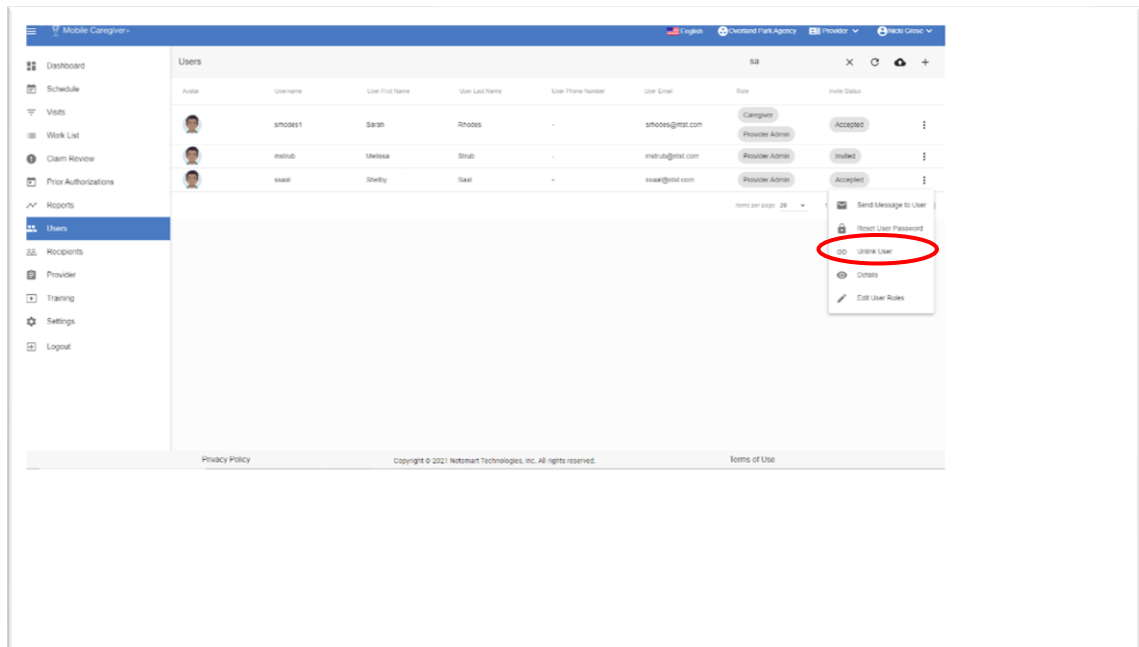 Mobile Caregiver+
English
Overland Park Agency
Provider
Nicki Grose
Dashboard
Schedule
Visits
Work List
Claim Review
Prior Authorizations
Reports
Users
Recipients
Provider
Training
Settings
Logout
Users
sa
Avatar Username User First Name User Last Name User Phone Number User Email Role Invite Status
srhodes1 Sarah Rhodes - srhodes@ntst.com Caregiver Provider Admin Accepted
mstrub Melissa Strub - mstrub@ntst.com Provider Admin Invited
ssaal Shelby Saal - ssaal@ntst.com Provider Admin Accepted
Items per page 20
Send Message to User
Reset User Password
Unlink User
Details
Edit User Roles
Privacy Policy
Copyright © 2021 Netsmart Technologies, Inc. All rights reserved.
Terms of Use